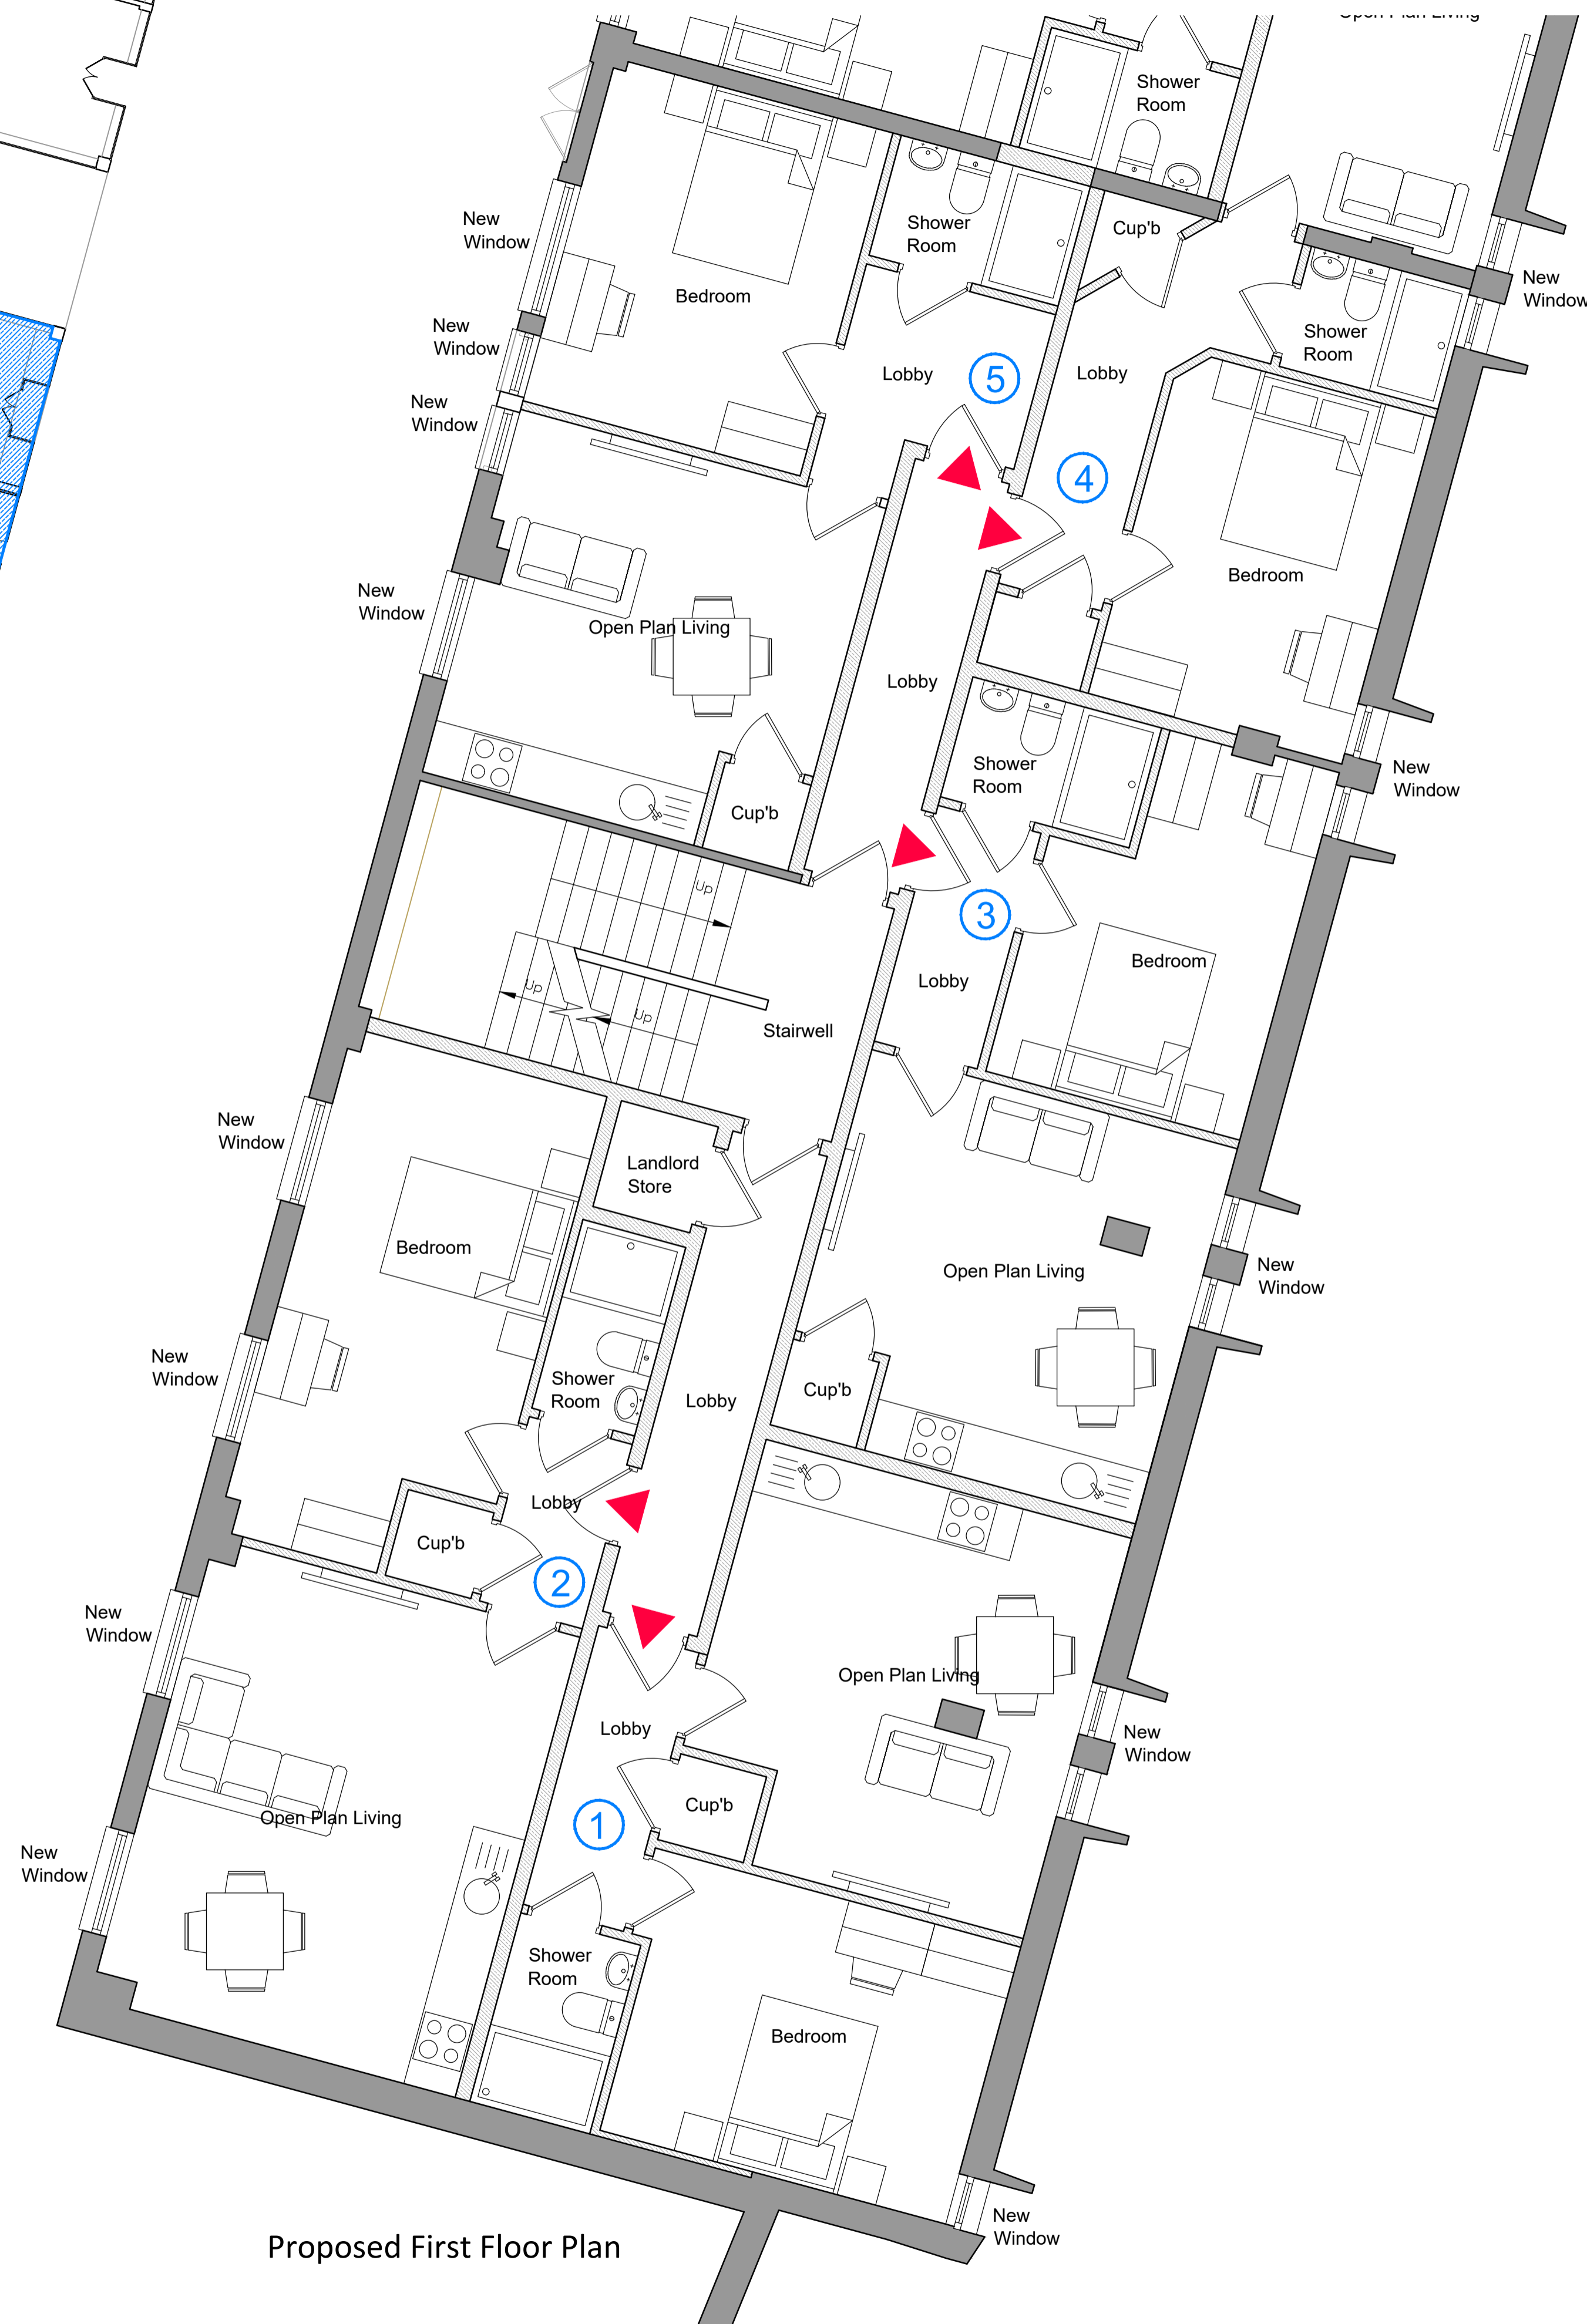 Open Plan Living
Shower
Room
New
Window
Shower
Room
Cup'b
New
Window
Bedroom
New
Window
Shower
Room
Lobby
5
Lobby
New
Window
4
Bedroom
New
Window
Open Plan Living
Lobby
Shower
Room
New
Window
Cup'b
Up
3
Bedroom
Lobby
Up
Up
Stairwell
New
Window
Landlord
Store
Bedroom
Open Plan Living
New
Window
New
Window
Shower
Room
Cup'b
Lobby
Lobby
Cup'b
2
New
Window
Open Plan Living
Lobby
New
Window
Cup'b
1
Open Plan Living
New
Window
Shower
Room
Bedroom
New
Window
Proposed First Floor Plan